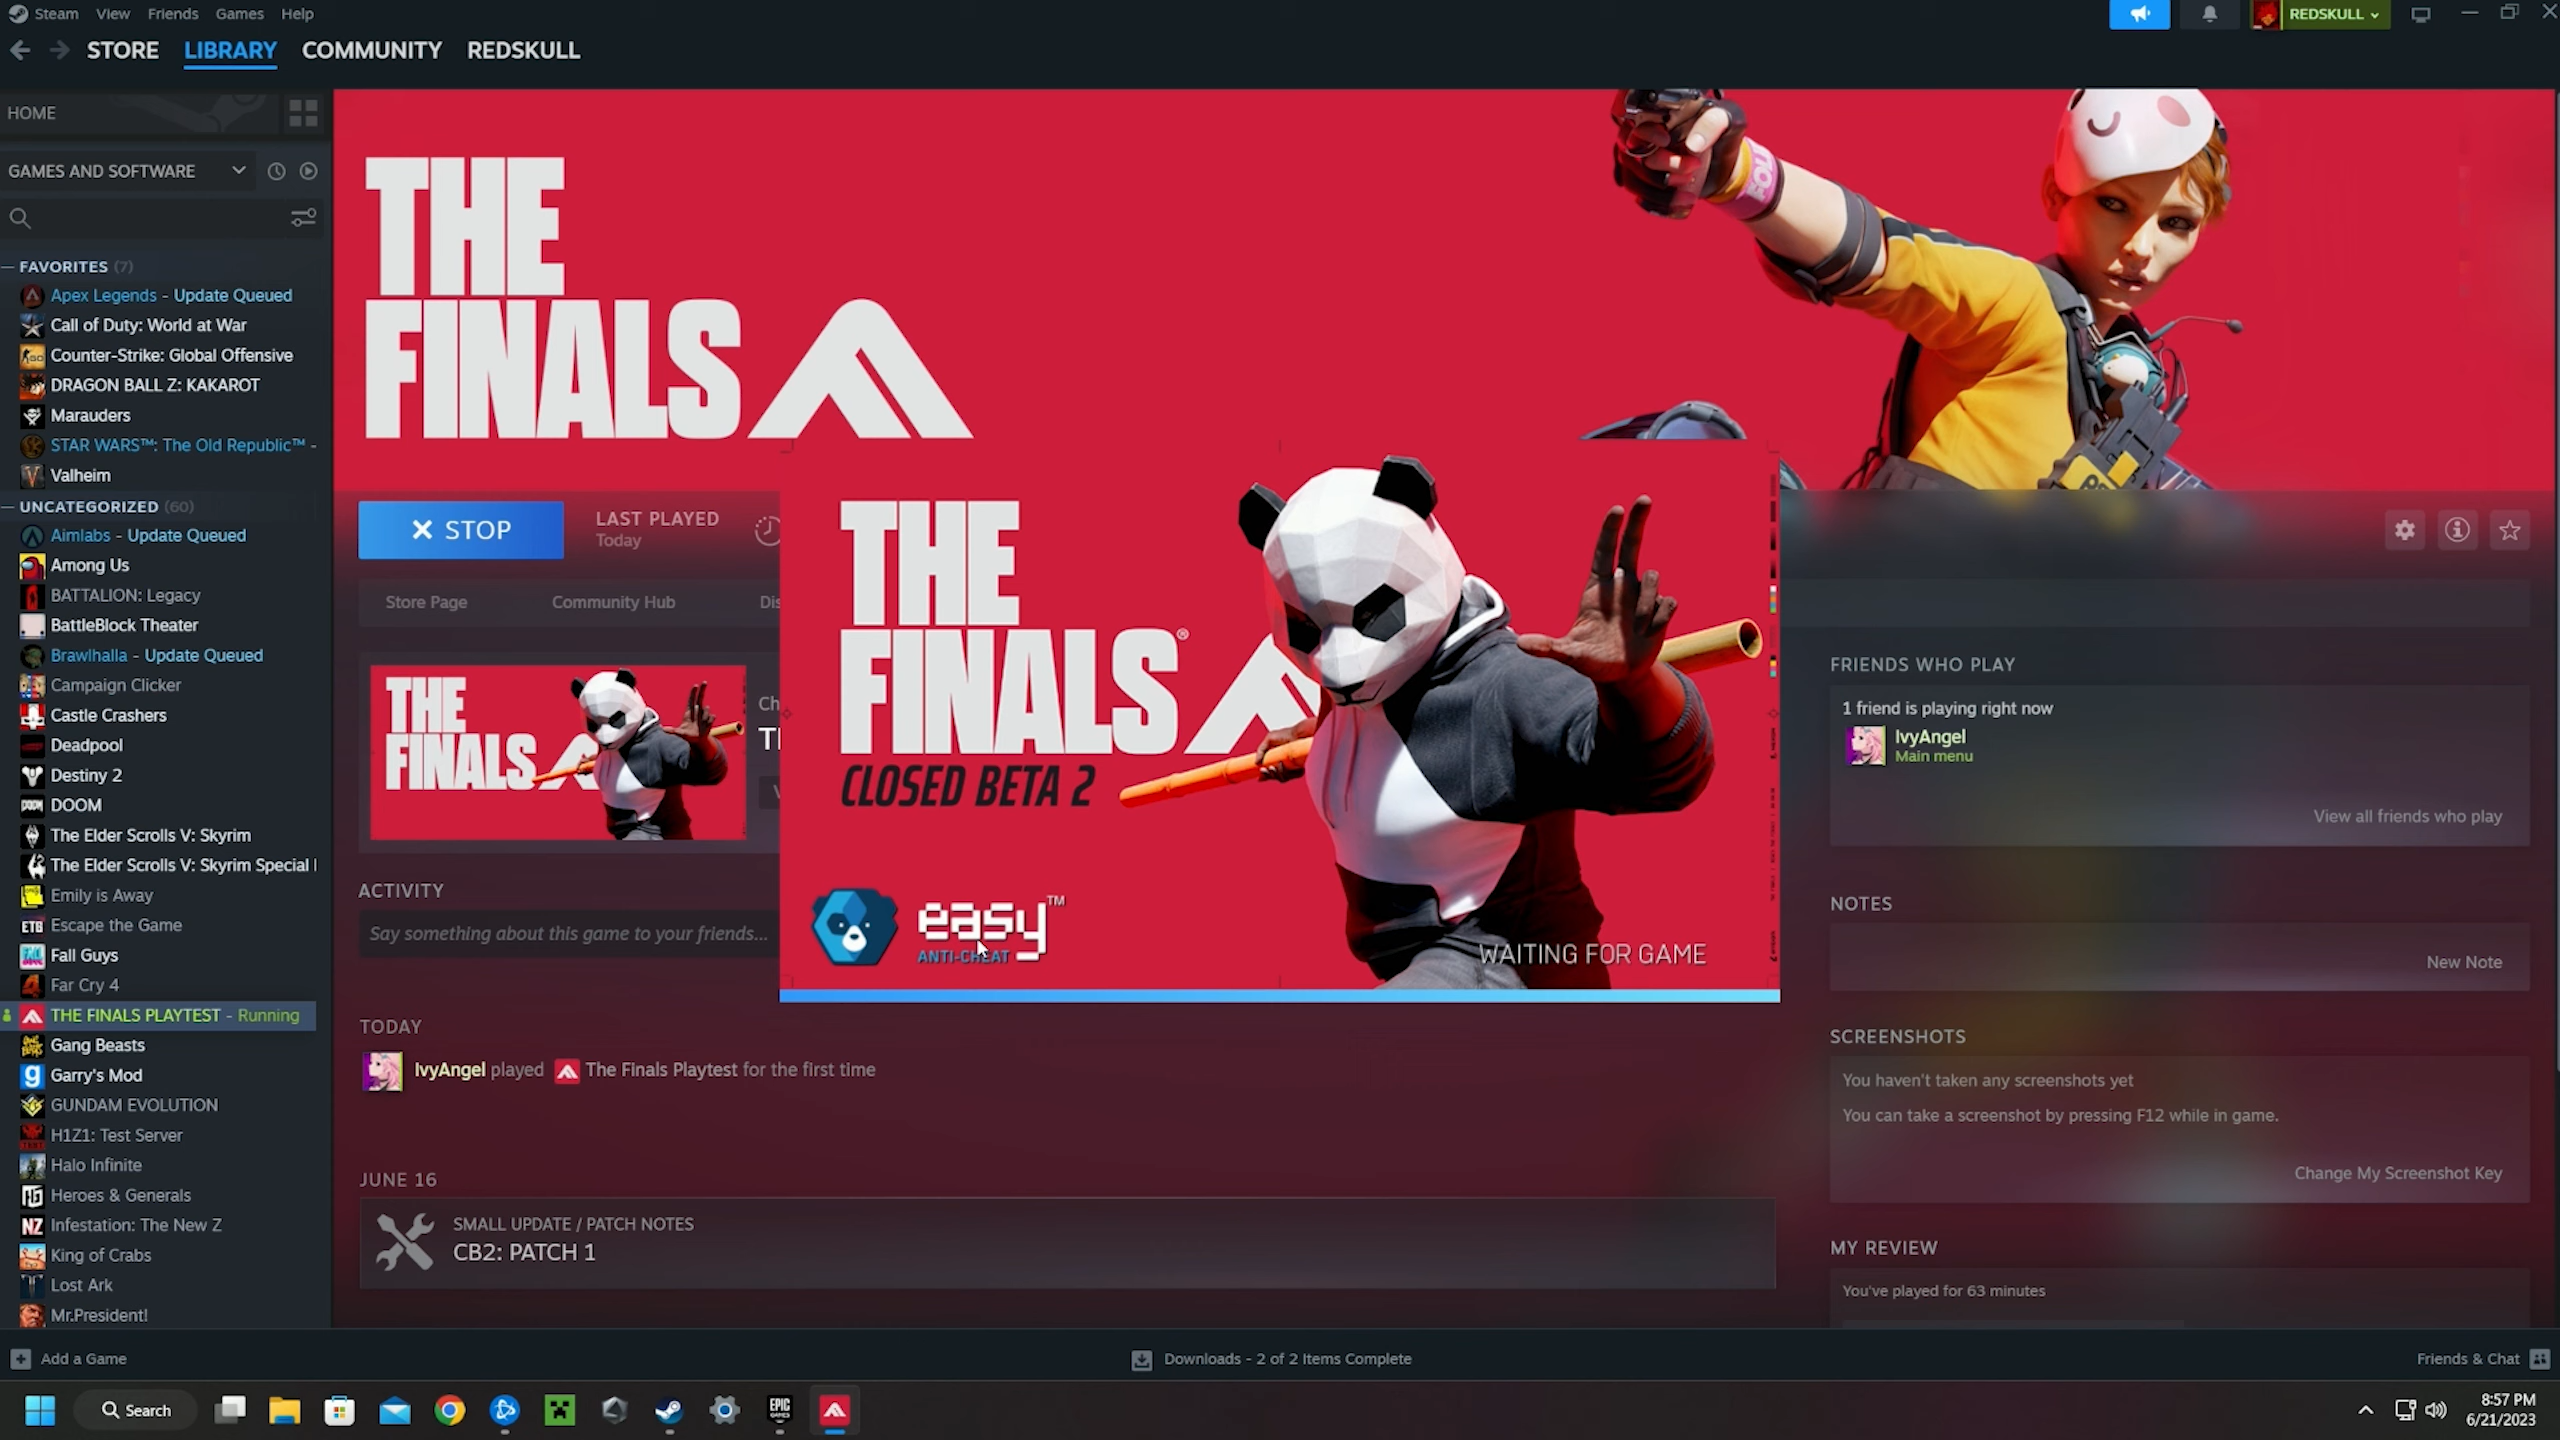 Steam View Friends Games Help
REDSKULL
STORE LIBRARY COMMUNITY REDSKULL
HOME
GAMES AND SOFTWARE
FAVORITES (7)
Apex Legends - Update Queued
Call of Duty: World at War
Counter-Strike: Global Offensive
DRAGON BALL Z: KAKAROT
Marauders
STAR WARS™: The Old Republic™ -
Valheim
UNCATEGORIZED (60)
Aimlabs - Update Queued
Among Us
BATTALION: Legacy
BattleBlock Theater
Brawlhalla - Update Queued
Campaign Clicker
Castle Crashers
Deadpool
Destiny 2
DOOM
The Elder Scrolls V: Skyrim
The Elder Scrolls V: Skyrim Special
Emily is Away
Escape the Game
Fall Guys
Far Cry 4
THE FINALS PLAYTEST - Running
Gang Beasts
Garry's Mod
GUNDAM EVOLUTION
H1Z1: Test Server
Halo Infinite
Heroes & Generals
Infestation: The New Z
King of Crabs
Lost Ark
Mr.President!
THE
FINALS
STOP
LAST PLAYED
Today
Store Page Community Hub Dis
THE
FINALS
Ch
ACTIVITY
Say something about this game to your friends...
THE
FINALS®
CLOSED BETA 2
easy™
ANTI-CHEAT
WAITING FOR GAME
TODAY
IvyAngel played The Finals Playtest for the first time
JUNE 16
SMALL UPDATE / PATCH NOTES
CB2: PATCH 1
FRIENDS WHO PLAY
1 friend is playing right now
IvyAngel
Main menu
View all friends who play
NOTES
New Note
SCREENSHOTS
You haven't taken any screenshots yet
You can take a screenshot by pressing F12 while in game.
Change My Screenshot Key
MY REVIEW
You've played for 63 minutes
Add a Game
Downloads - 2 of 2 Items Complete
Friends & Chat
Search
EPIC
GAMES
8:57 PM
6/21/2023